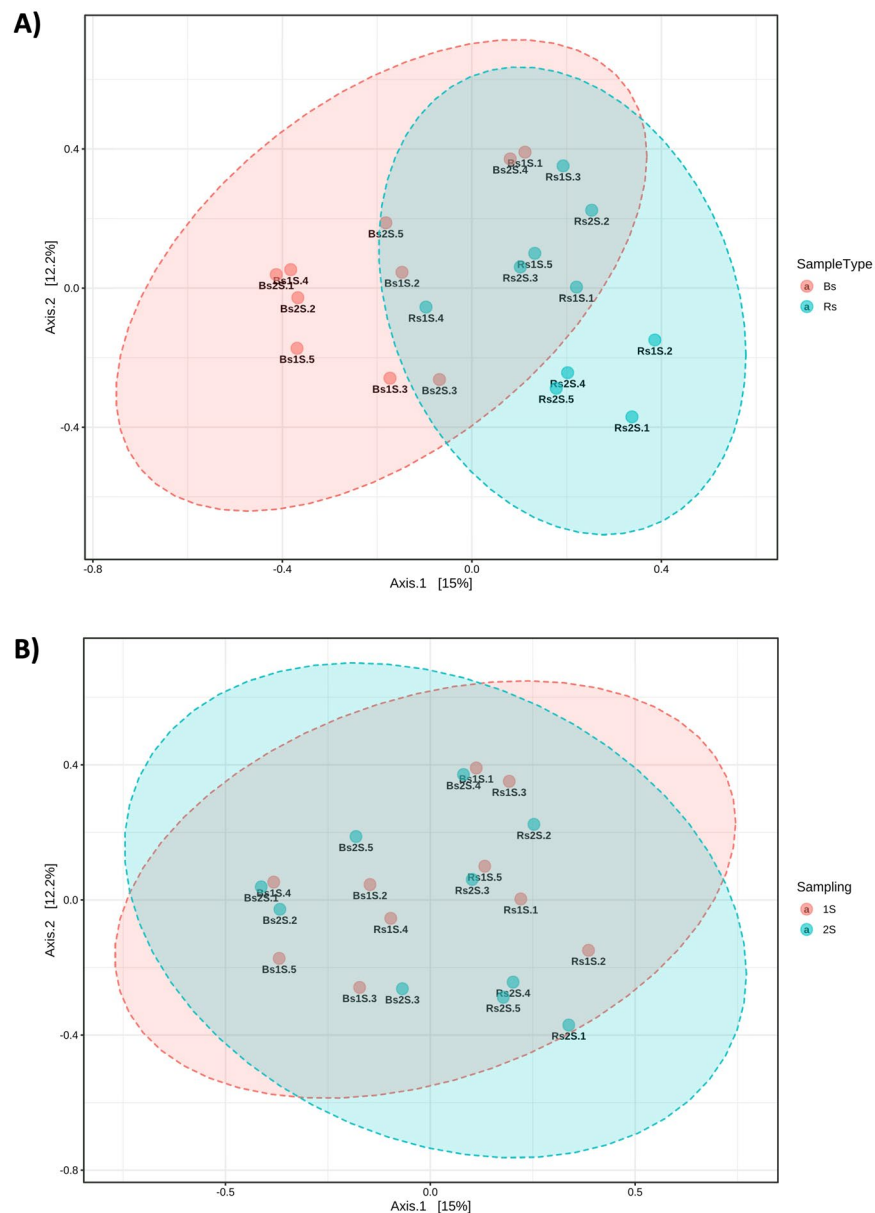 A)
0.4
0.0
-0.4
-0.8
-0.4
0.0
0.4
Axis.2 [12.2%]
Axis.1 [15%]
Bs1S.1
Bs2S.4
Rs1S.3
Rs2S.2
Bs2S.5
Rs1S.5
Rs2S.3
Bs1S.4
Bs2S.1
Bs1S.2
Rs1S.1
Bs2S.2
Rs1S.4
Rs1S.2
Bs1S.5
Bs1S.3
Bs2S.3
Rs2S.4
Rs2S.5
Rs2S.1
SampleType
a Bs
a Rs
B)
0.4
0.0
-0.4
-0.8
-0.5
0.0
0.5
Axis.2 [12.2%]
Axis.1 [15%]
Bs1S.1
Bs2S.4
Rs1S.3
Rs2S.2
Bs2S.5
Rs1S.5
Rs2S.3
Bs1S.4
Bs2S.1
Bs1S.2
Rs1S.1
Bs2S.2
Rs1S.4
Rs1S.2
Bs1S.5
Bs1S.3
Bs2S.3
Rs2S.4
Rs2S.5
Rs2S.1
Sampling
a 1S
a 2S